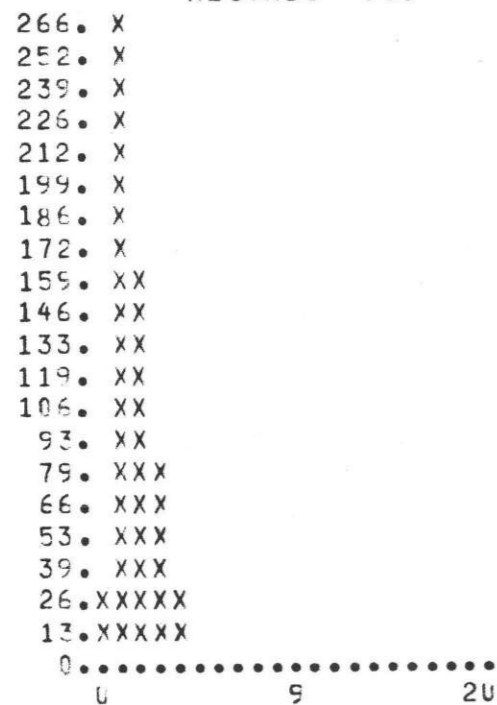 266. X
252. X
239. X
226. X
212. X
199. X
186. X
172. X
159. XX
146. XX
133. XX
119. XX
106. XX
93. XX
79. XXX
66. XXX
53. XXX
39. XXX
26.XXXXX
13.XXXXX
0......................
0 9 20